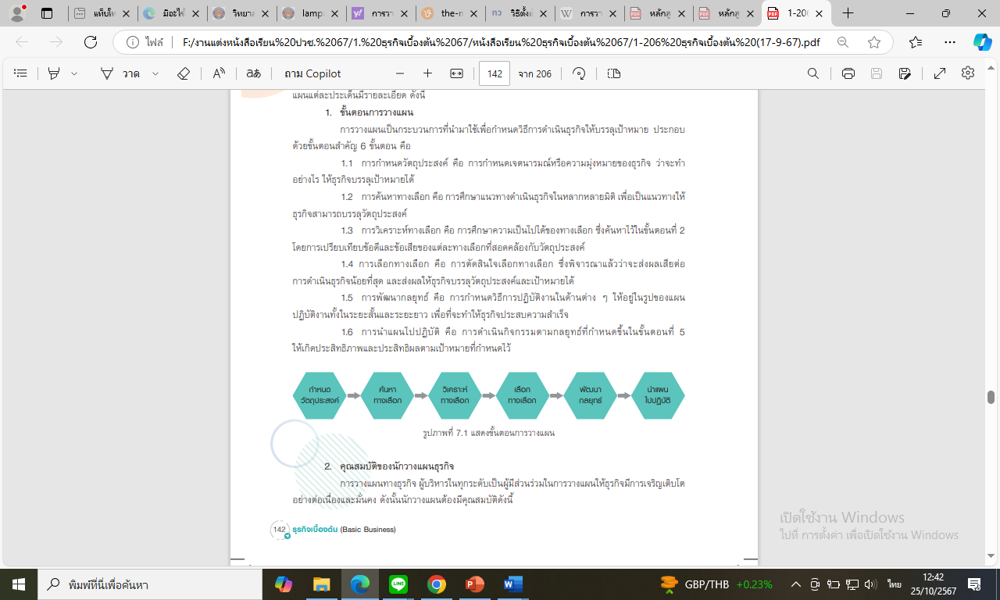 แท็บให
มีอะไร์
วิทยาล
lampa
การวา
the-n
วิธีตั้งเ
การวา
หลักสู
หลักสู
1-20
ไฟล์
F:/งานแต่งหนังสือเรียน%20ปวช.%2067/1.%20ธุรกิจเบื้องต้น%2067/หนังสือเรียน%20ธุรกิจเบื้องต้น%2067/1-206%20ธุรกิจเบื้องต้น%20(17-9-67).pdf
วาด
ถาม Copilot
142 จาก 206
แผนแต่ละประเด็นมีรายละเอียด ดังนี้
1. ขั้นตอนการวางแผน
การวางแผนเป็นกระบวนการที่นำมาใช้เพื่อกำหนดวิธีการดำเนินธุรกิจให้บรรลุเป้าหมาย ประกอบ
ด้วยขั้นตอนสำคัญ 6 ขั้นตอน คือ
1.1 การกำหนดวัตถุประสงค์ คือ การกำหนดเจตนารมณ์หรือความมุ่งหมายของธุรกิจ ว่าจะทำ
อย่างไร ให้ธุรกิจบรรลุเป้าหมายได้
1.2 การค้นหาทางเลือก คือ การศึกษาแนวทางดำเนินธุรกิจในหลากหลายมิติ เพื่อเป็นแนวทางให้
ธุรกิจสามารถบรรลุวัตถุประสงค์
1.3 การวิเคราะห์ทางเลือก คือ การศึกษาความเป็นไปได้ของทางเลือก ซึ่งค้นหาไว้ในขั้นตอนที่ 2
โดยการเปรียบเทียบข้อดีและข้อเสียของแต่ละทางเลือกที่สอดคล้องกับวัตถุประสงค์
1.4 การเลือกทางเลือก คือ การตัดสินใจเลือกทางเลือก ซึ่งพิจารณาแล้วว่าจะส่งผลเสียต่อ
การดำเนินธุรกิจน้อยที่สุด และส่งผลให้ธุรกิจบรรลุวัตถุประสงค์และเป้าหมายได้
1.5 การพัฒนากลยุทธ์ คือ การกำหนดวิธีการปฏิบัติงานในด้านต่าง ๆ ให้อยู่ในรูปของแผน
ปฏิบัติงานทั้งในระยะสั้นและระยะยาว เพื่อที่จะทำให้ธุรกิจประสบความสำเร็จ
1.6 การนำแผนไปปฏิบัติ คือ การดำเนินกิจกรรมตามกลยุทธ์ที่กำหนดขึ้นในขั้นตอนที่ 5
ให้เกิดประสิทธิภาพและประสิทธิผลตามเป้าหมายที่กำหนดไว้
กำหนด
วัตถุประสงค์
ค้นหา
ทางเลือก
วิเคราะห์
ทางเลือก
เลือก
ทางเลือก
พัฒนา
กลยุทธ์
นำแผน
ไปปฏิบัติ
รูปภาพที่ 7.1 แสดงขั้นตอนการวางแผน
2. คุณสมบัติของนักวางแผนธุรกิจ
การวางแผนทางธุรกิจ ผู้บริหารในทุกระดับเป็นผู้มีส่วนร่วมในการวางแผนให้ธุรกิจมีการเจริญเติบโต
อย่างต่อเนื่องและมั่นคง ดังนั้นนักวางแผนต้องมีคุณสมบัติดังนี้
142 ธุรกิจเบื้องต้น (Basic Business)
เปิดใช้งาน Windows
ไปที่ การตั้งค่า เพื่อเปิดใช้งาน Windows
พิมพ์ที่นี่เพื่อค้นหา
GBP/THB +0.23%
ไทย
12:42
25/10/2567